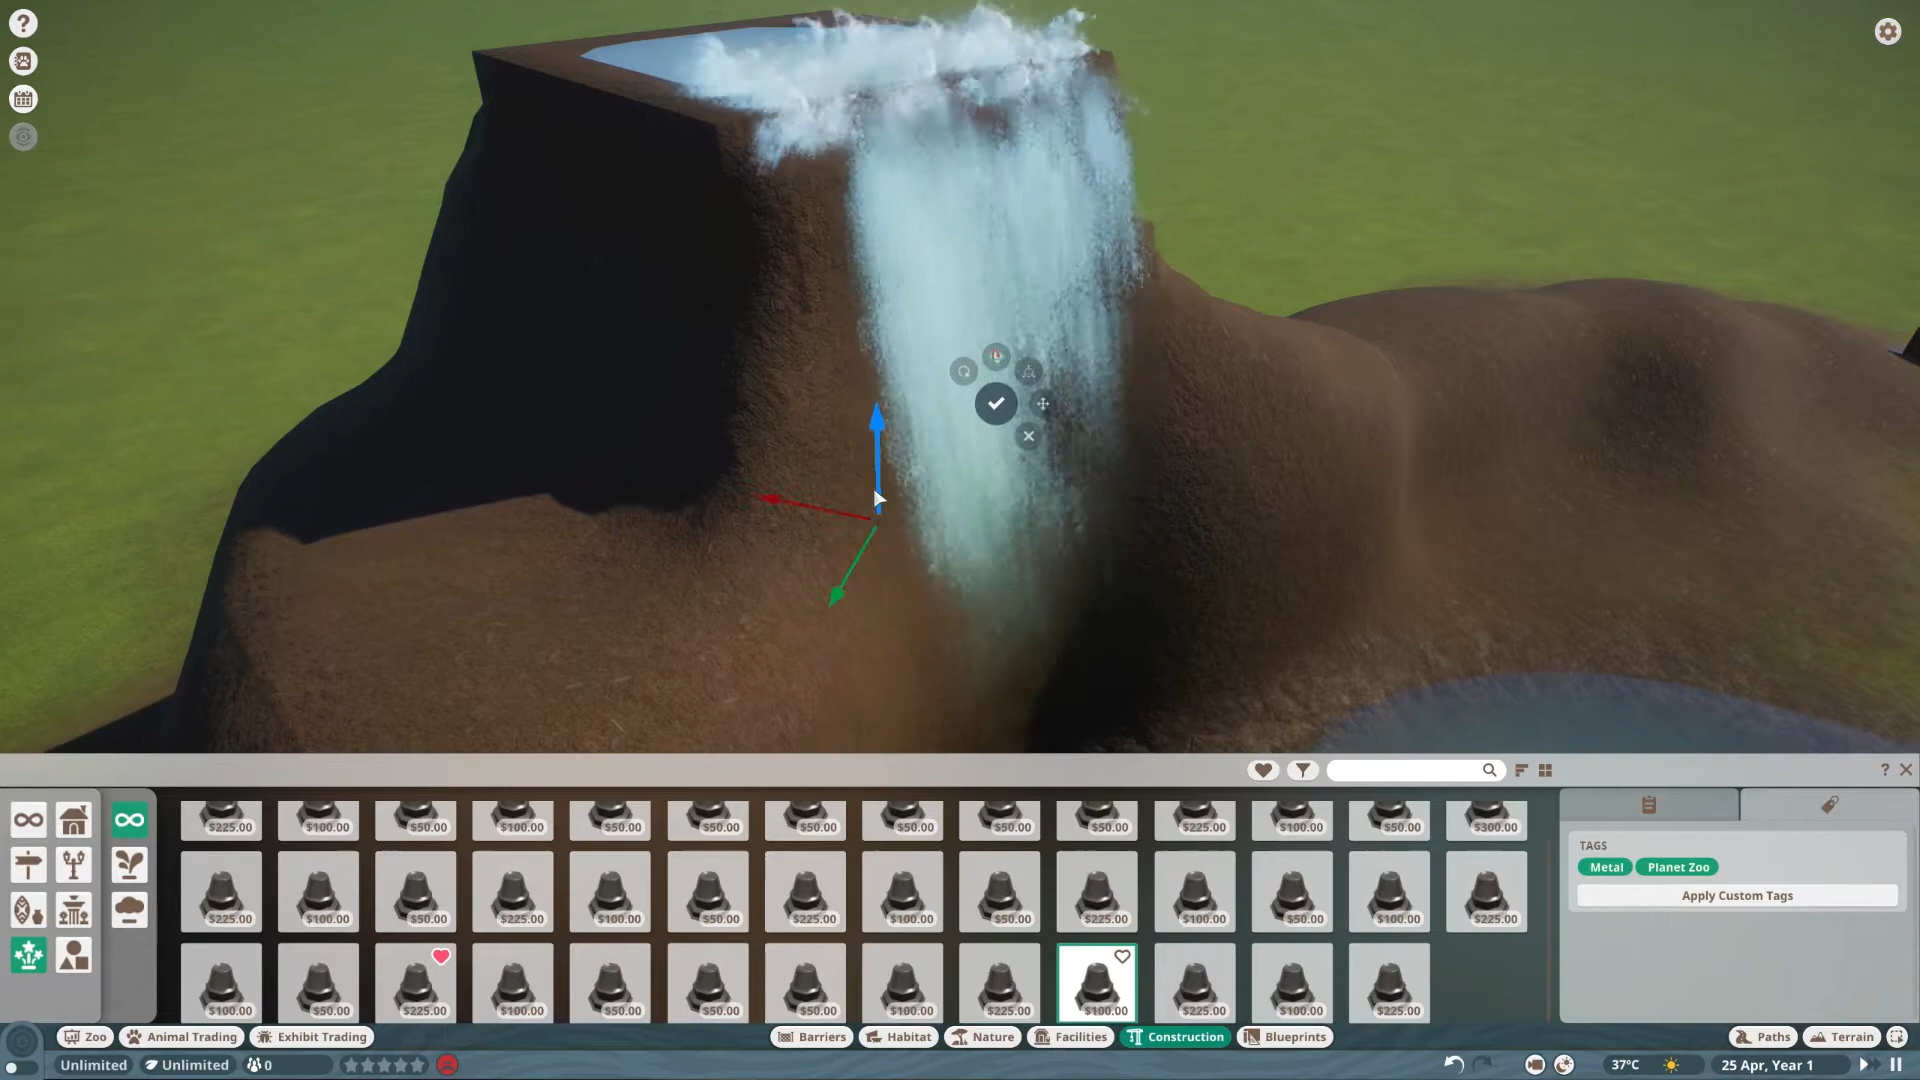 $225.00 $100.00 $50.00 $100.00 $50.00 $50.00 $50.00 $50.00 $50.00 $50.00 $225.00 $100.00 $50.00 $300.00
$225.00 $100.00 $50.00 $225.00 $100.00 $50.00 $225.00 $100.00 $50.00 $225.00 $100.00 $50.00 $225.00
$100.00 $50.00 $225.00 $100.00 $50.00 $50.00 $100.00 $225.00 $100.00 $225.00 $100.00 $225.00
TAGS
Metal Planet Zoo
Apply Custom Tags
Zoo Animal Trading Exhibit Trading Barriers Habitat Nature Facilities Construction Blueprints Paths Terrain
Unlimited Unlimited 0 37°C 25 Apr, Year 1